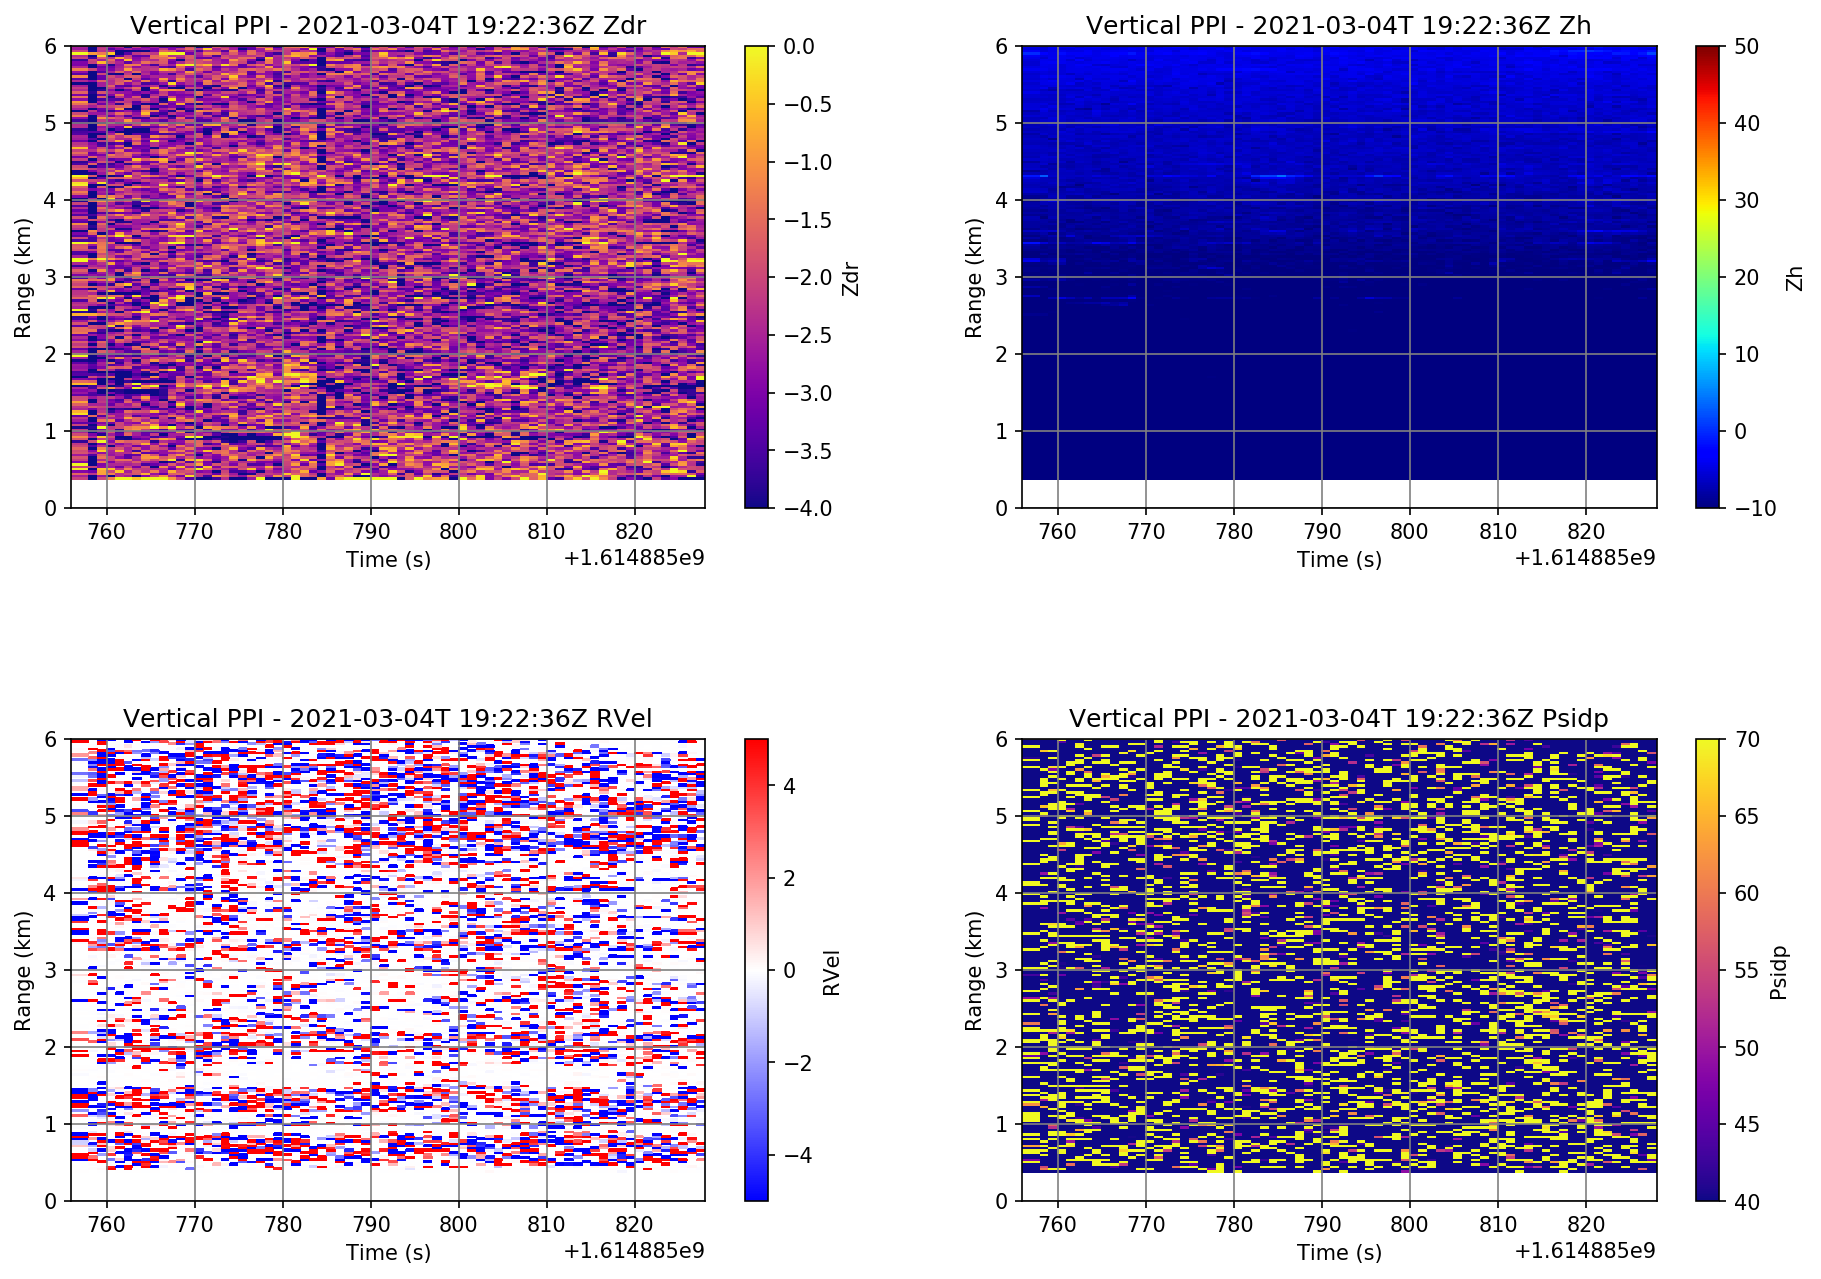 Vertical PPI - 2021-03-04T 19:22:36Z Zdr
6
5
4
3
2
1
0
Range (km)
760 770 780 790 800 810 820
Time (s)
+1.614885e9
0.0
−0.5
−1.0
−1.5
−2.0
−2.5
−3.0
−3.5
−4.0
Zdr
Vertical PPI - 2021-03-04T 19:22:36Z Zh
6
5
4
3
2
1
0
Range (km)
760 770 780 790 800 810 820
Time (s)
+1.614885e9
50
40
30
20
10
0
−10
Zh
Vertical PPI - 2021-03-04T 19:22:36Z RVel
6
5
4
3
2
1
0
Range (km)
760 770 780 790 800 810 820
Time (s)
+1.614885e9
4
2
0
−2
−4
RVel
Vertical PPI - 2021-03-04T 19:22:36Z Psidp
6
5
4
3
2
1
0
Range (km)
760 770 780 790 800 810 820
Time (s)
+1.614885e9
70
65
60
55
50
45
40
Psidp